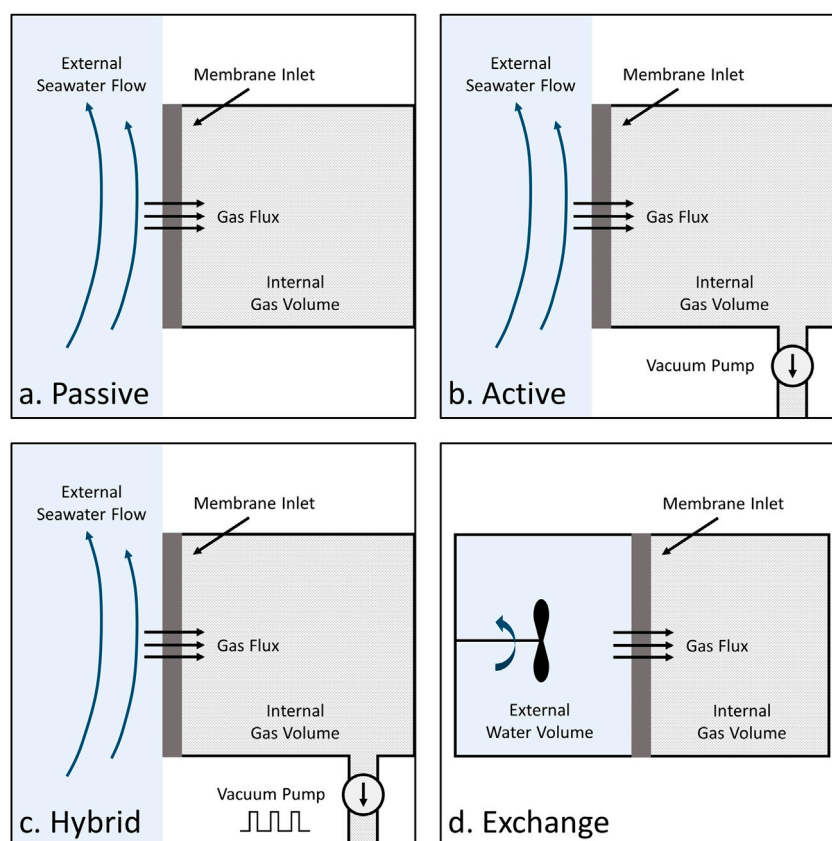 External
Seawater Flow
Membrane Inlet
Gas Flux
Internal
Gas Volume
a. Passive
External
Seawater Flow
Membrane Inlet
Gas Flux
Internal
Gas Volume
Vacuum Pump
b. Active
External
Seawater Flow
Membrane Inlet
Gas Flux
Internal
Gas Volume
Vacuum Pump
c. Hybrid
Membrane Inlet
Gas Flux
External
Water Volume
Internal
Gas Volume
d. Exchange